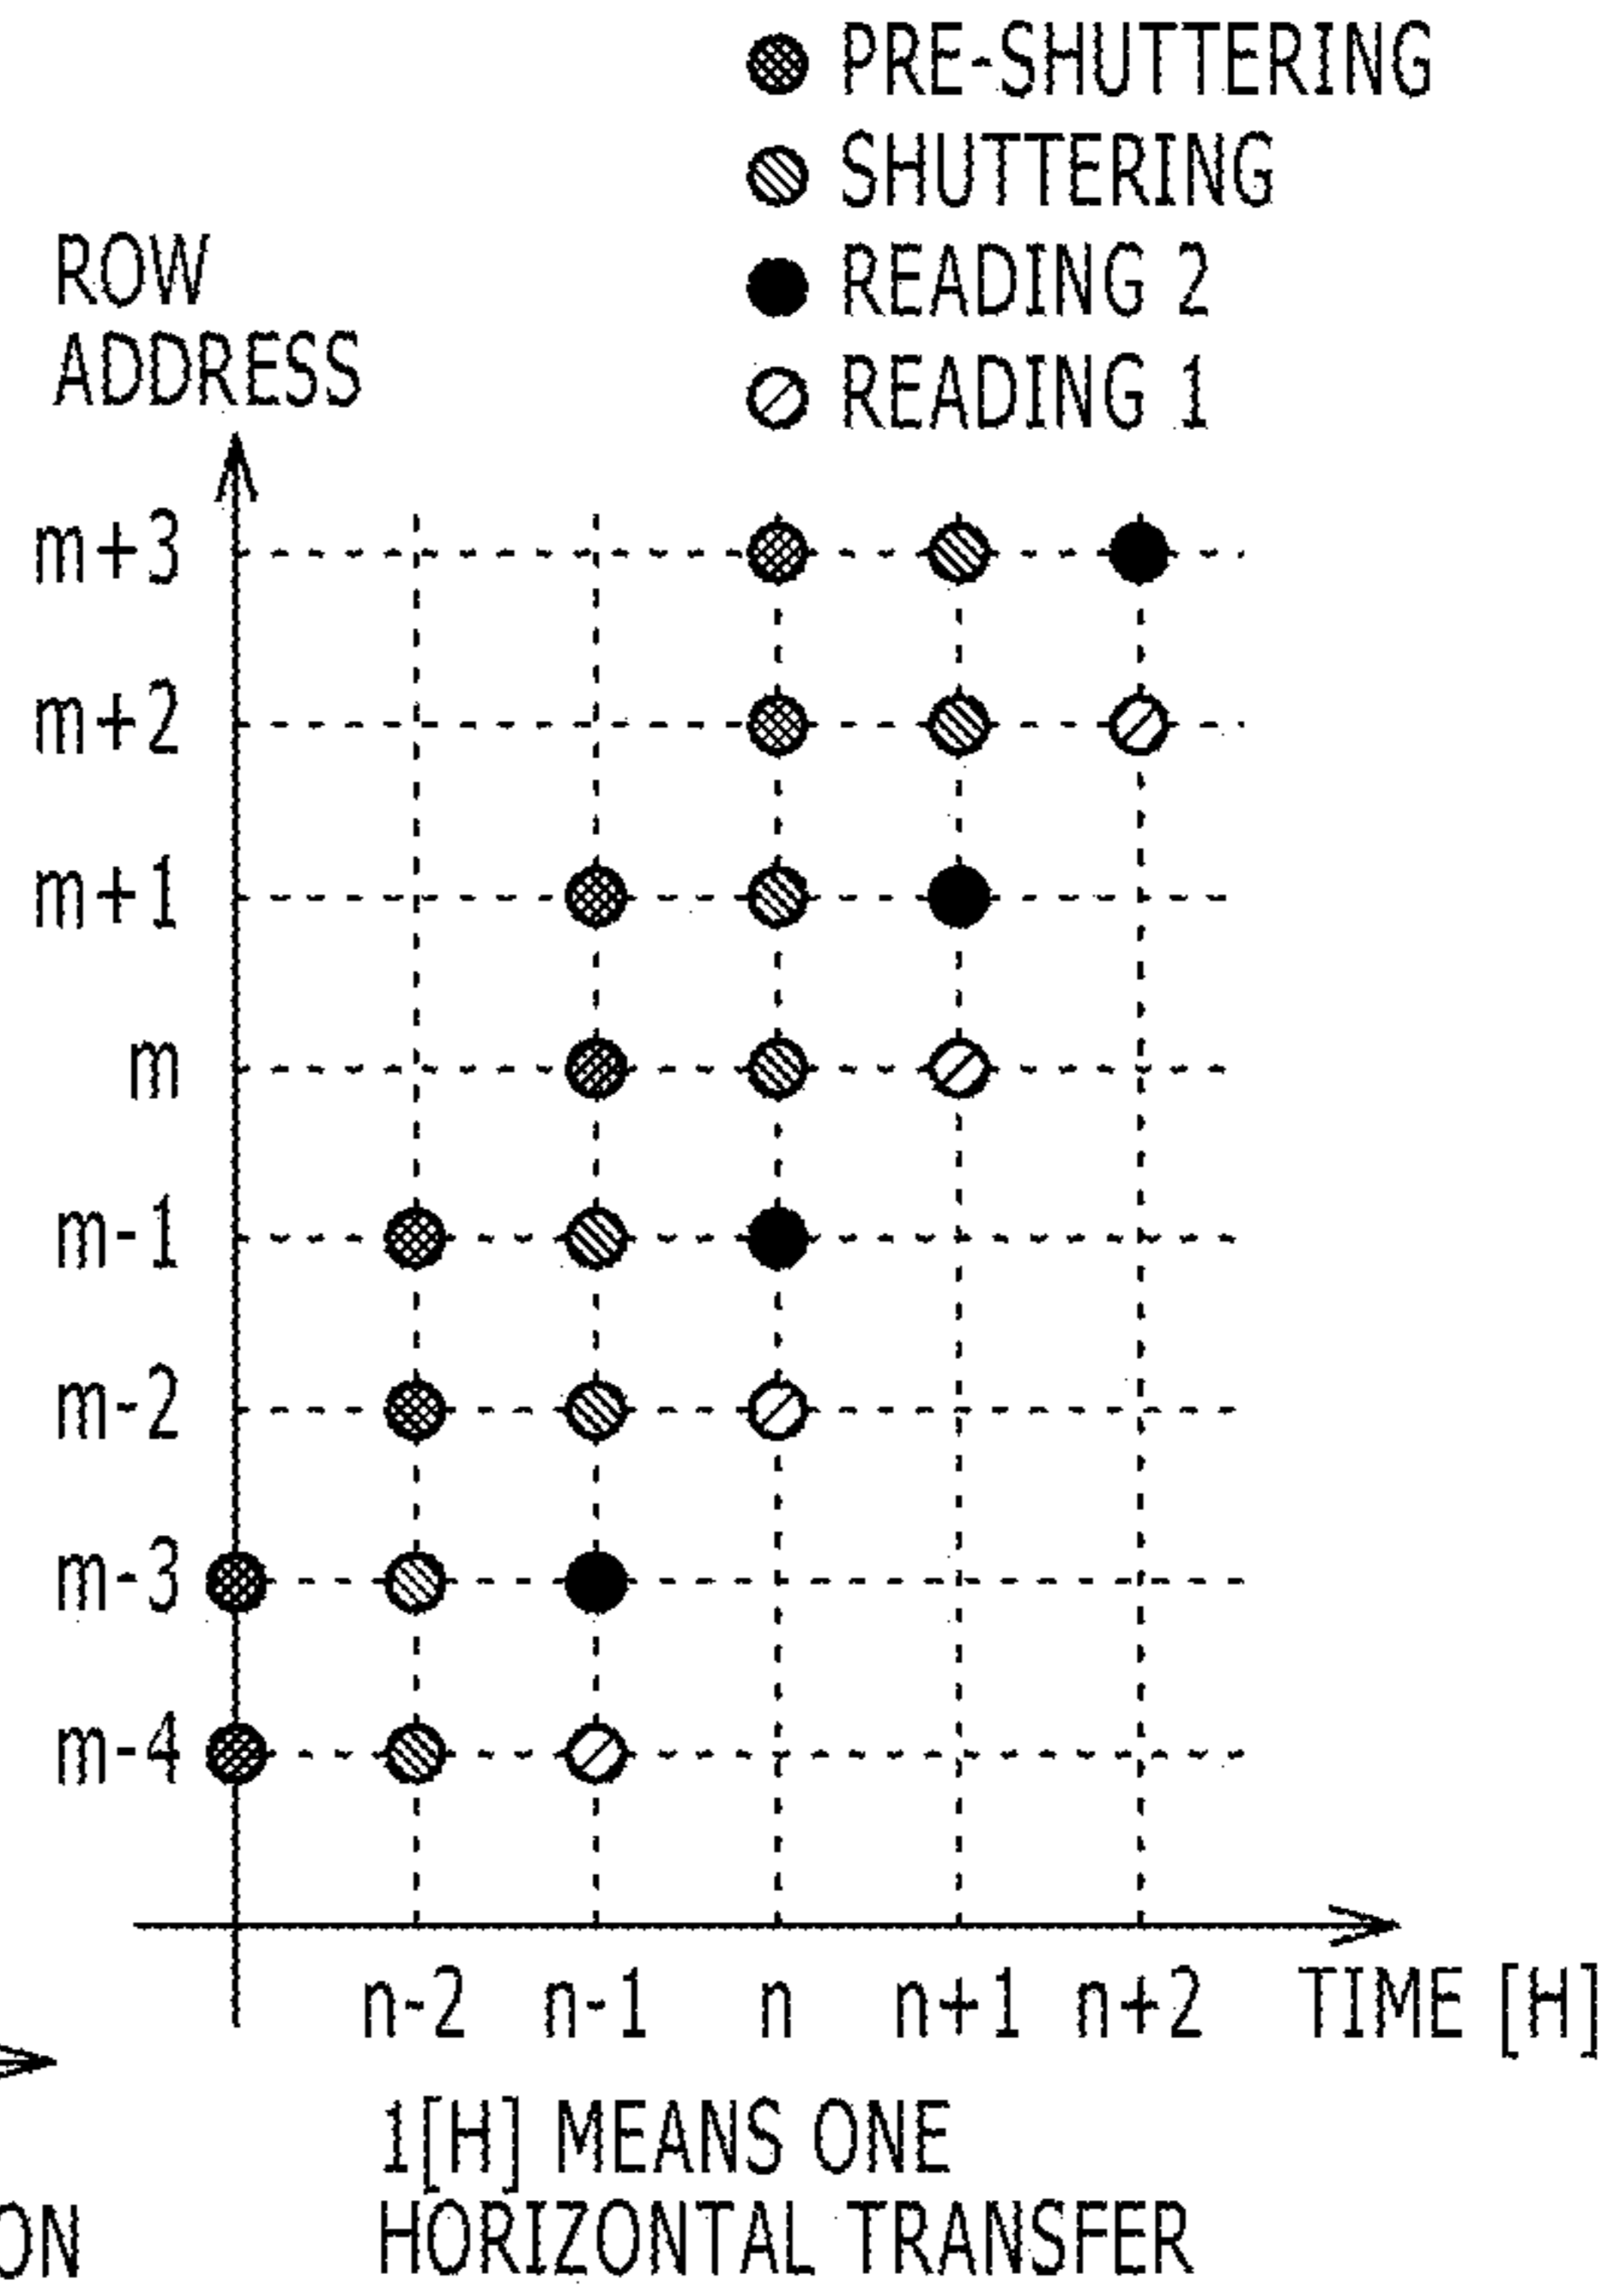 PRE-SHUTTERING
SHUTTERING
READING 2
READING 1
ROW
ADDRESS
m+3
m+2
m+1
m
m-1
m-2
m-3
m-4
n-2 n-1 n n+1 n+2 TIME [H]
1[H] MEANS ONE
HORIZONTAL TRANSFER
ON